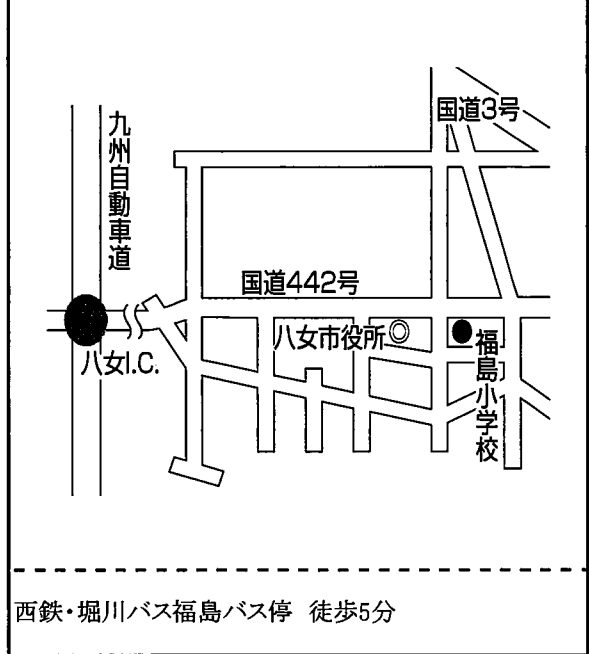 国道3号
九州自動車道
国道442号
八女市役所
福島小学校
八女I.C.
西鉄・堀川バス福島バス停 徒歩5分